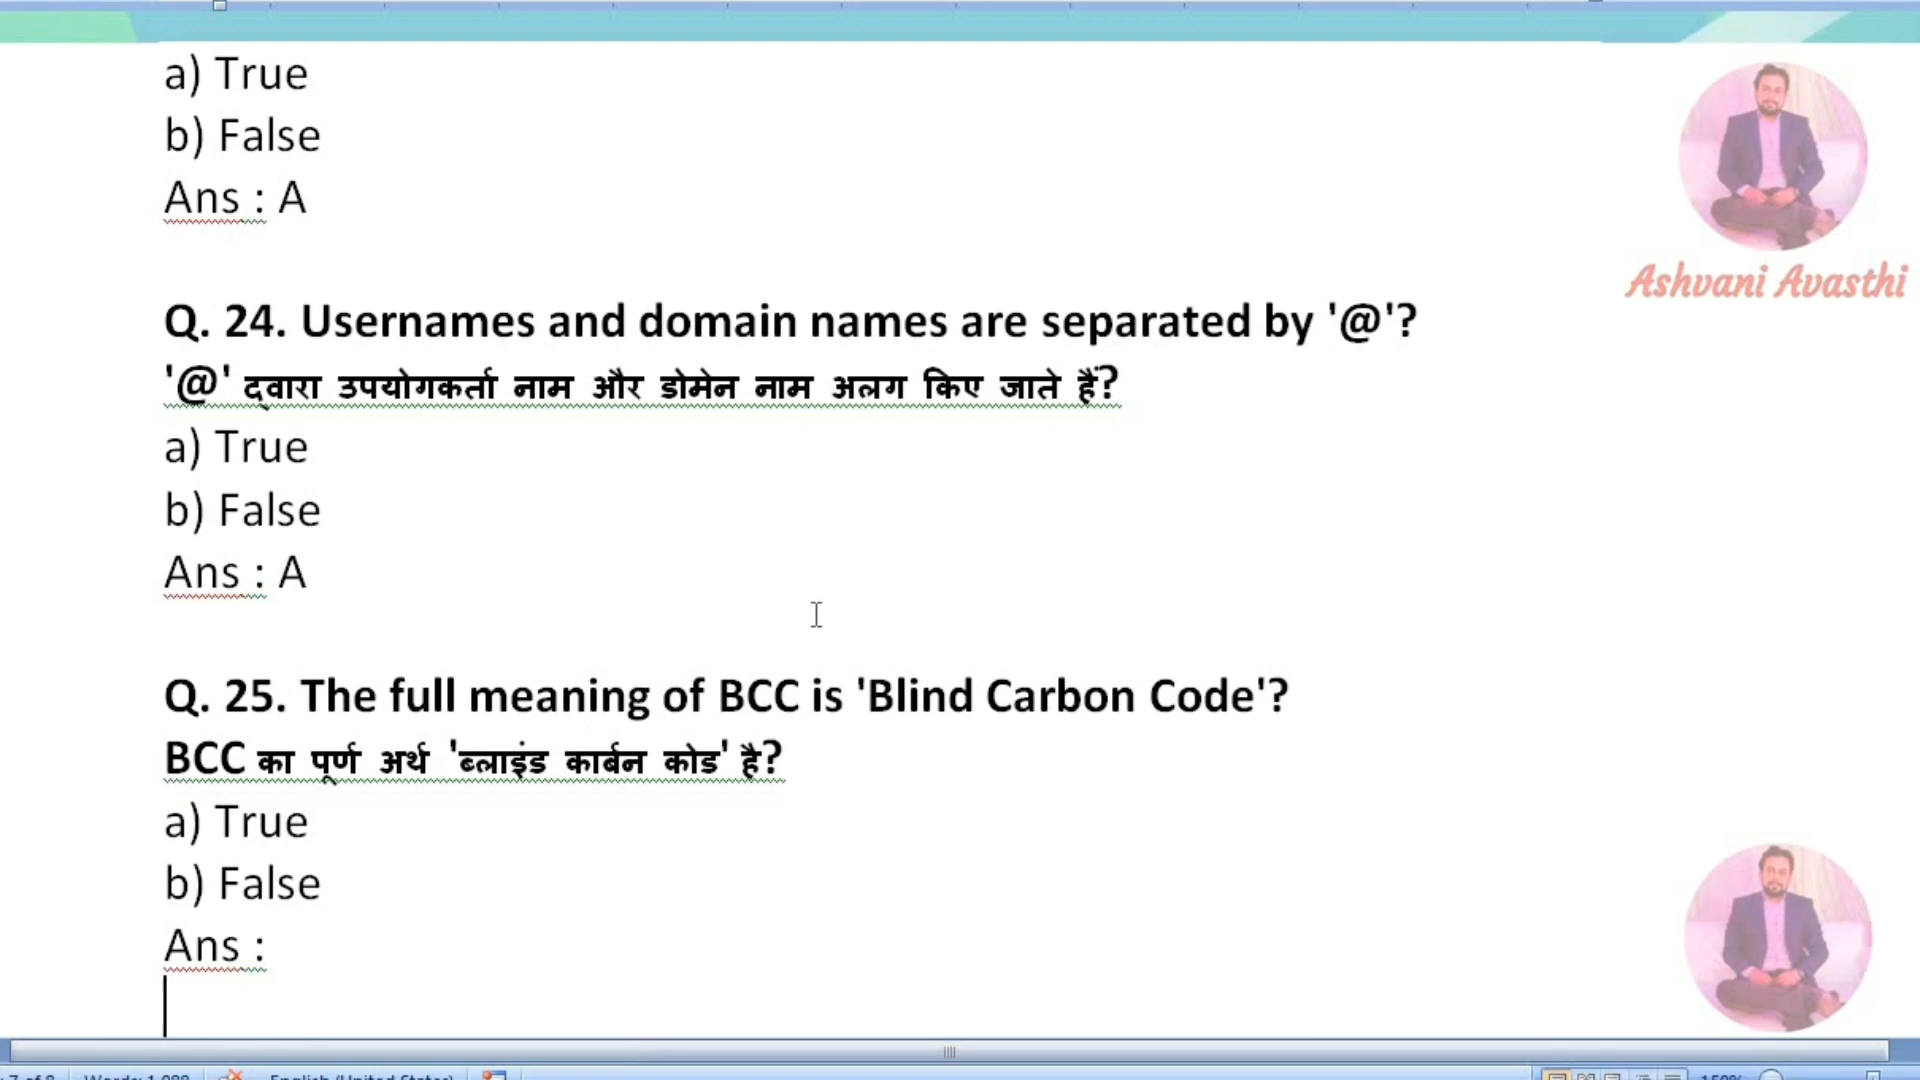 a) True
b) False
Ans : A
Ashvani Avasthi
Q. 24. Usernames and domain names are separated by '@'?
'@' द्वारा उपयोगकर्ता नाम और डोमेन नाम अलग किए जाते हैं?
a) True
b) False
Ans : A
Q. 25. The full meaning of BCC is 'Blind Carbon Code'?
BCC का पूर्ण अर्थ 'ब्लाइंड कार्बन कोड' है?
a) True
b) False
Ans :